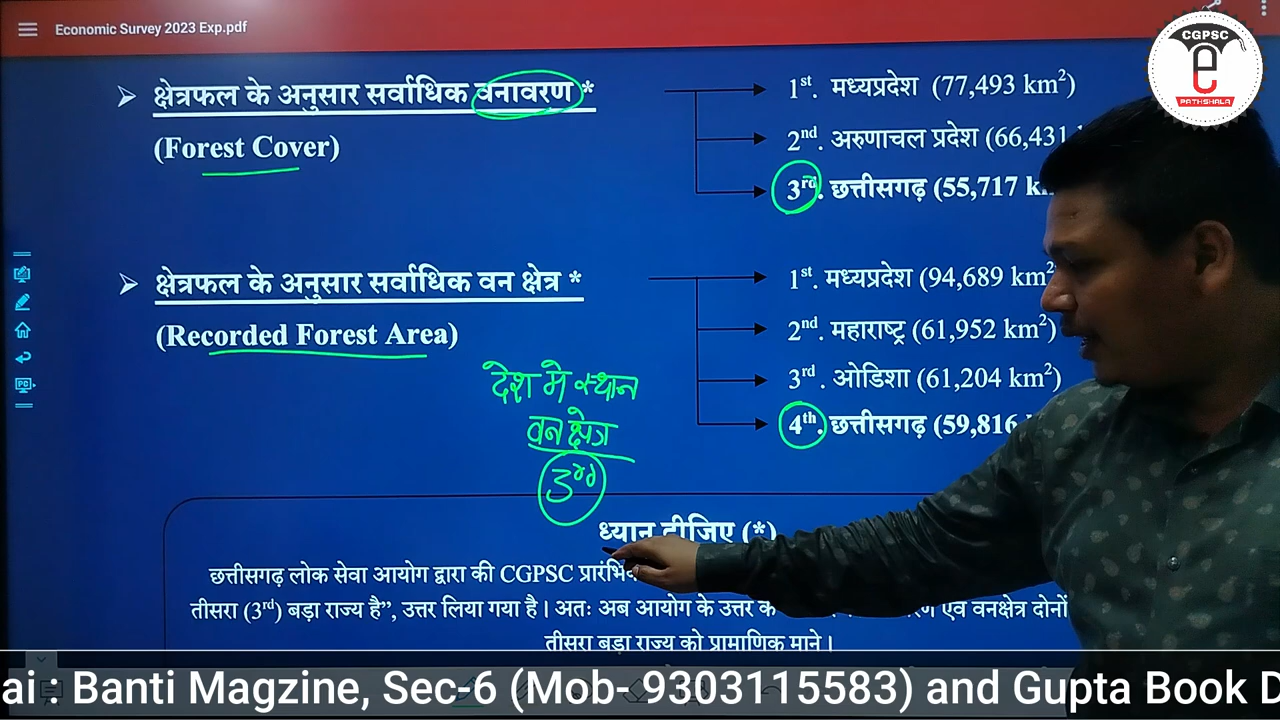 Economic Survey 2023 Exp.pdf
CGPSC
e
PATHSHALA
➢ क्षेत्रफल के अनुसार सर्वाधिक वनावरण *
(Forest Cover)
1st. मध्यप्रदेश (77,493 km2)
2nd. अरुणाचल प्रदेश (66,431
3rd. छत्तीसगढ़ (55,717
➢ क्षेत्रफल के अनुसार सर्वाधिक वन क्षेत्र *
(Recorded Forest Area)
1st. मध्यप्रदेश (94,689 km2
2nd. महाराष्ट्र (61,952 km2)
3rd . ओडिशा (61,204 km2)
4th. छत्तीसगढ़ (59,816
देश मे स्थान
वन क्षेत्र
3rd
ध्यान दीजिए (*)
छत्तीसगढ़ लोक सेवा आयोग द्वारा की CGPSC
तीसरा (3rd) बड़ा राज्य है”, उत्तर लिया गया है। अतः अब आयोग के उत्तर एवं वनक्षेत्र दोनों
तीसरा बड़ा राज्य को प्रामाणिक माने।
ai : Banti Magzine, Sec-6 (Mob- 9303115583) and Gupta Book D